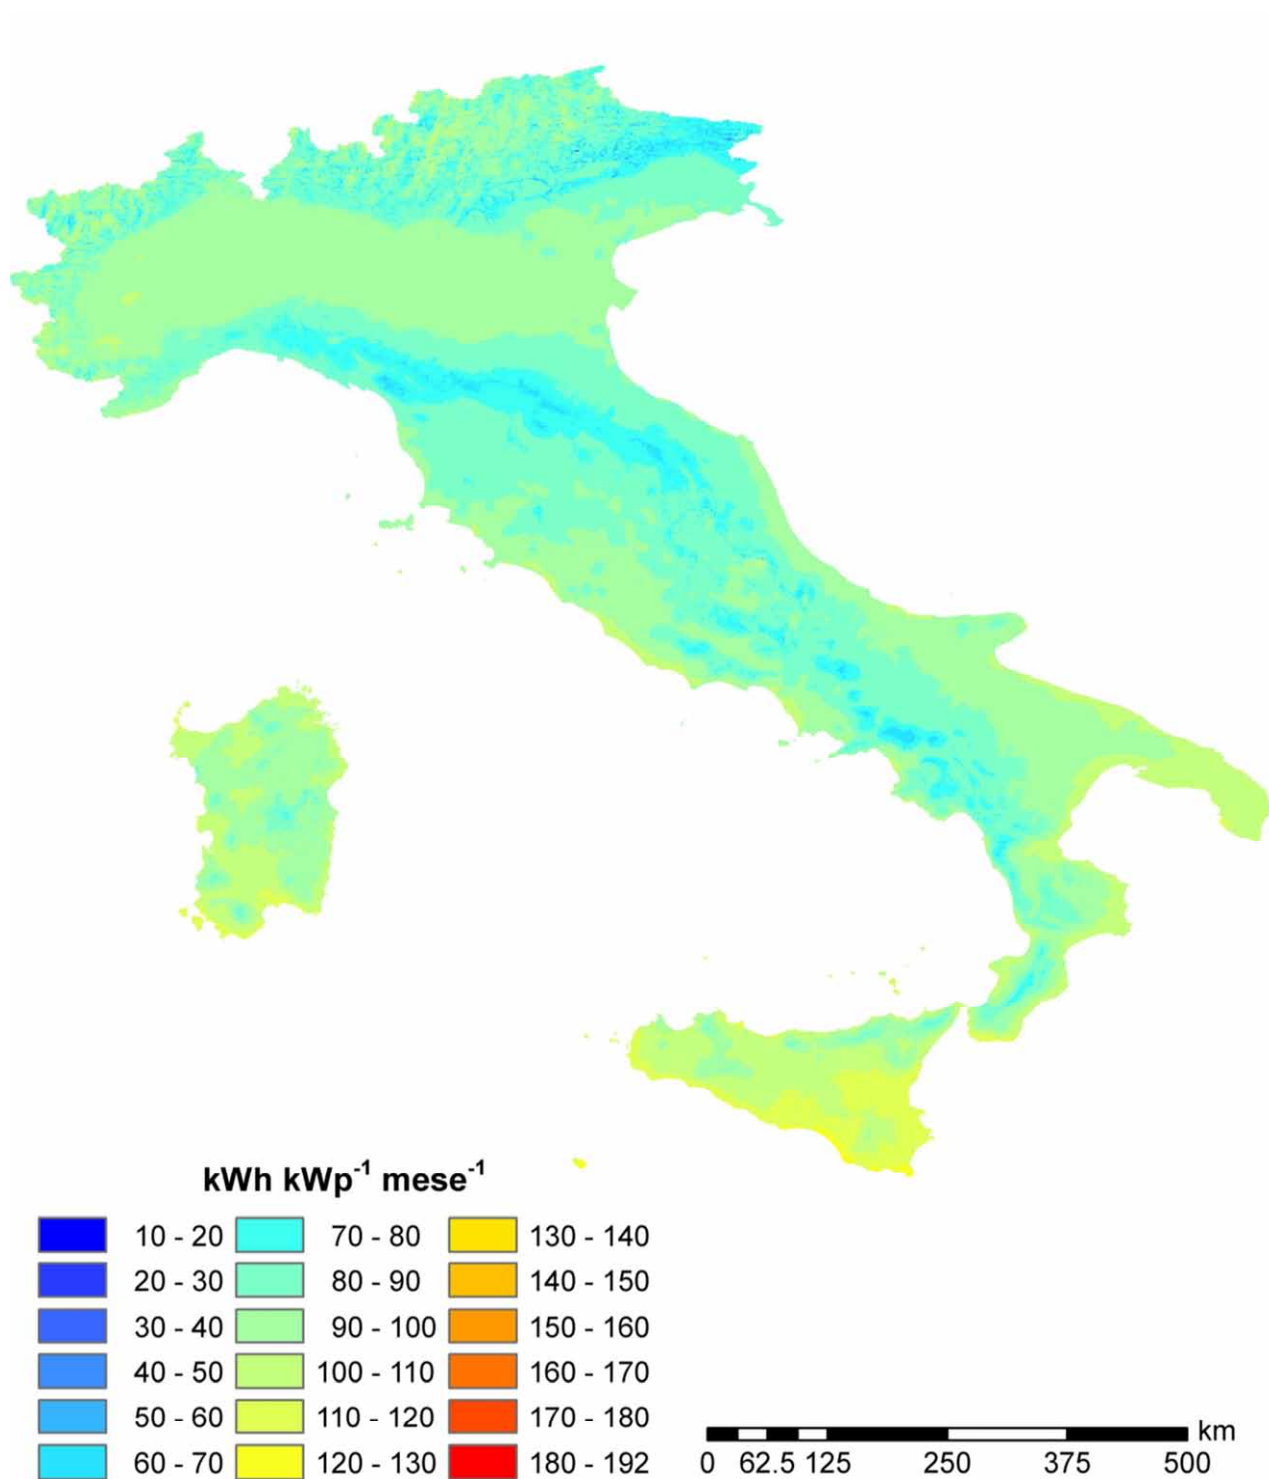 kWh kWp-1 mese-1
10 - 20 70 - 80 130 - 140
20 - 30 80 - 90 140 - 150
30 - 40 90 - 100 150 - 160
40 - 50 100 - 110 160 - 170
50 - 60 110 - 120 170 - 180
60 - 70 120 - 130 180 - 192
km
0 62.5 125 250 375 500